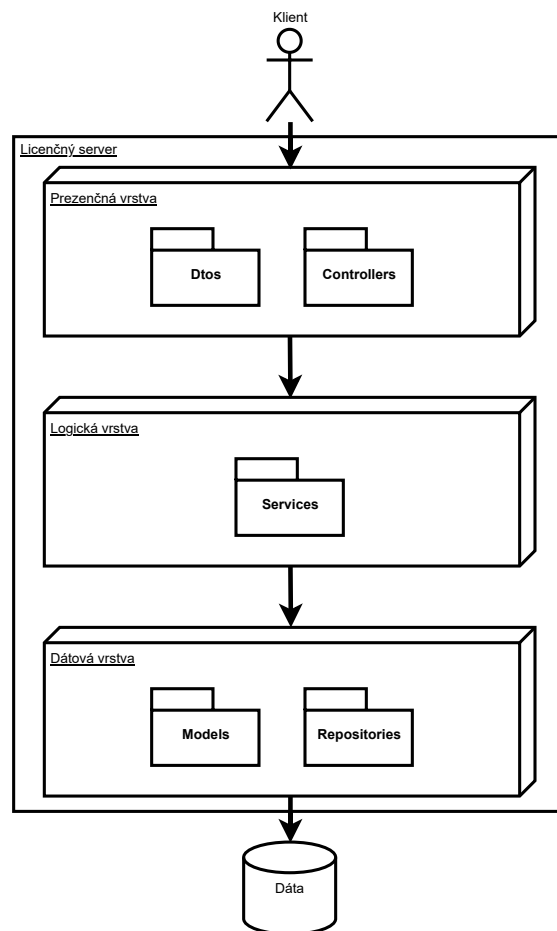 Klient
Licenčný server
Prezenčná vrstva
Dtos
Controllers
Logická vrstva
Services
Dátová vrstva
Models
Repositories
Dáta